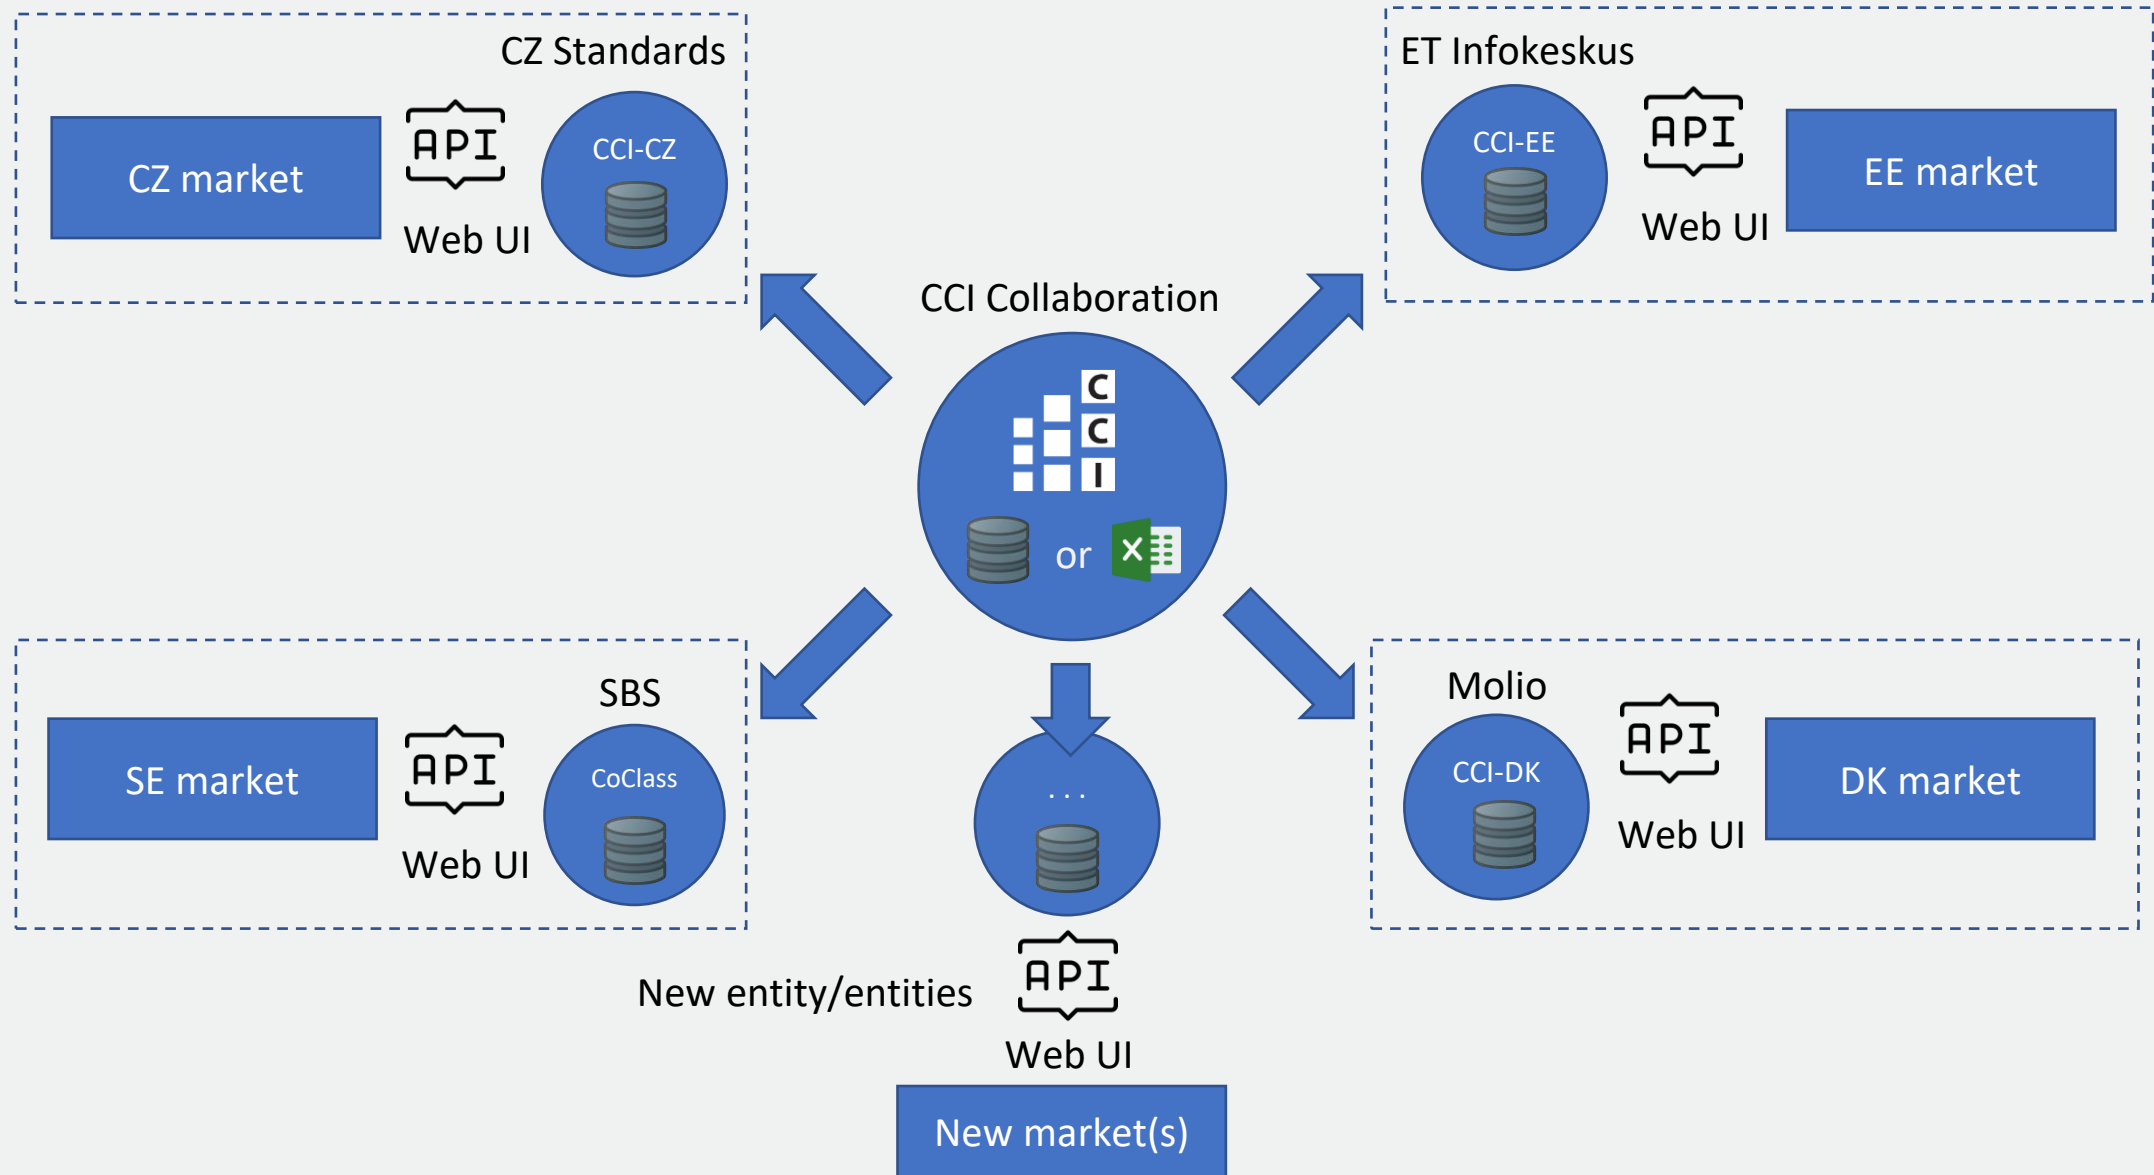 CZ Standards
CZ market
API
Web UI
CCI-CZ
ET Infokeskus
CCI-EE
API
Web UI
EE market
CCI Collaboration
C
C
I
or
X
SBS
SE market
API
Web UI
CoClass
Molio
CCI-DK
API
Web UI
DK market
...
New entity/entities
API
Web UI
New market(s)